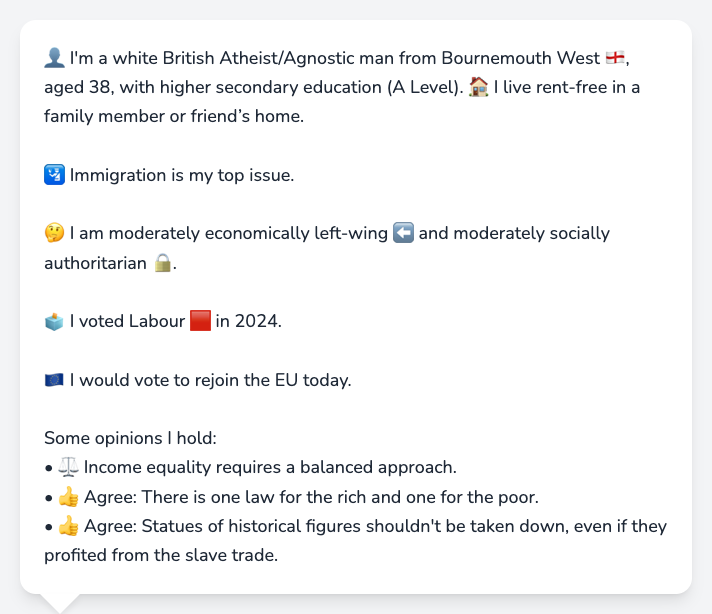 👤 I'm a white British Atheist/Agnostic man from Bournemouth West 🏴󠁧󠁢󠁥󠁮󠁧󠁿,
aged 38, with higher secondary education (A Level). 🏠 I live rent-free in a
family member or friend’s home.
🛂 Immigration is my top issue.
🤔 I am moderately economically left-wing ⬅️ and moderately socially
authoritarian 🔒.
🗳️ I voted Labour 🟥 in 2024.
🇪🇺 I would vote to rejoin the EU today.
Some opinions I hold:
• ⚖️ Income equality requires a balanced approach.
• 👍 Agree: There is one law for the rich and one for the poor.
• 👍 Agree: Statues of historical figures shouldn't be taken down, even if they
profited from the slave trade.